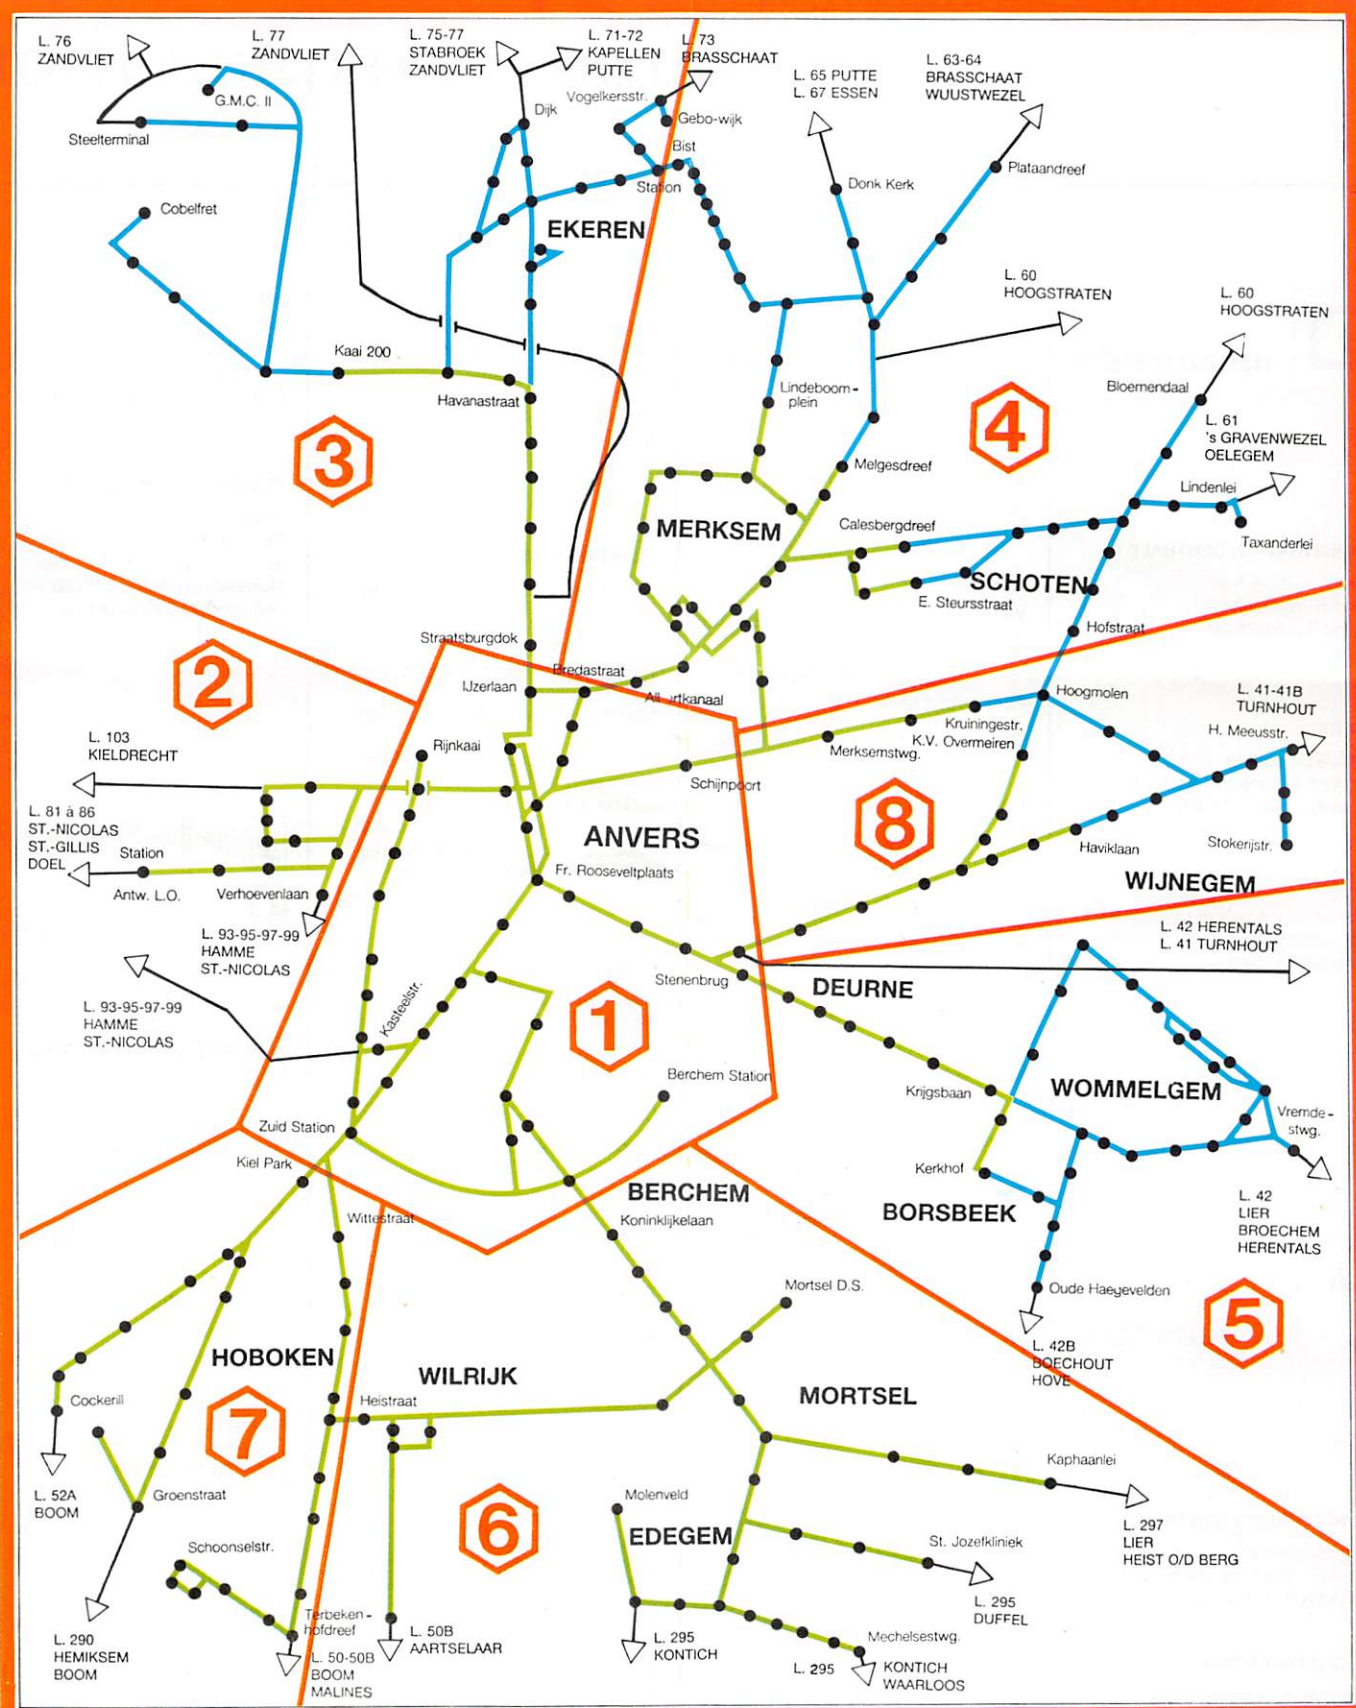 L. 76
ZANDVLIET
L. 77
ZANDVLIET
L. 75-77
STABROEK
ZANDVLIET
L. 71-72
KAPELLEN
PUTTE
L. 73
BRASSCHAAT
L. 65 PUTTE
L. 67 ESSEN
L. 63-64
BRASSCHAAT
WUUSTWEZEL
G.M.C. II
Steelterminal
Dijk
Vogelkersstr.
Gebo-wijk
Bist
Station
Donk Kerk
Plataandreef
Cobelfret
EKEREN
L. 60
HOOGSTRATEN
L. 60
HOOGSTRATEN
Kaai 200
Havanastraat
Lindeboom-
plein
Bloemendaal
L. 61
's GRAVENWEZEL
OELEGEM
3
4
Melgesdreef
Lindenlei
Taxanderlei
MERKSEM
Calesbergdreef
SCHOTEN
E. Steursstraat
Hofstraat
Straatsburgdok
2
Bredastraat
IJzerlaan
Albertkanaal
Hoogmolen
L. 41-41B
TURNHOUT
H. Meeusstr.
Kruiningestr.
K.V. Overmeiren
Merksemstwg.
L. 103
KIELDRECHT
Rijnkaai
Schijnpoort
L. 81 à 86
ST.-NICOLAS
ST.-GILLIS
DOEL
Station
Antw. L.O.
Verhoevenlaan
ANVERS
Fr. Rooseveltplaats
8
Haviklaan
Stokerijstr.
WIJNEGEM
L. 93-95-97-99
HAMME
ST.-NICOLAS
L. 42 HERENTALS
L. 41 TURNHOUT
Stenenbrug
DEURNE
L. 93-95-97-99
HAMME
ST.-NICOLAS
Kasteelstr.
1
Berchem Station
Krijgsbaan
WOMMELGEM
Vremde-
stwg.
Zuid Station
Kiel Park
Kerkhof
BERCHEM
Koninklijkelaan
BORSBEEK
L. 42
LIER
BROECHEM
HERENTALS
Wittestraat
Mortsel D.S.
Oude Haegevelden
5
L. 42B
BOECHOUT
HOVE
HOBOKEN
WILRIJK
MORTSEL
Cockerill
7
Heistraat
Kaphaanlei
L. 52A
BOOM
Groenstraat
6
Molenveld
EDEGEM
L. 297
LIER
HEIST O/D BERG
St. Jozefkliniek
Schoonselstr.
L. 295
DUFFEL
Terbeken-
hofdreef
L. 290
HEMIKSEM
BOOM
L. 50-50B
BOOM
MALINES
L. 50B
AARTSELAAR
L. 295
KONTICH
Mechelsestwg.
L. 295
KONTICH
WAARLOOS